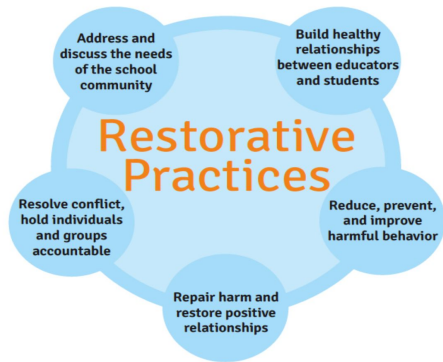 Address and
discuss the needs
of the school
community
Build healthy
relationships
between educators
and students
Restorative
Practices
Resolve conflict,
hold individuals
and groups
accountable
Reduce, prevent,
and improve
harmful behavior
Repair harm and
restore positive
relationships